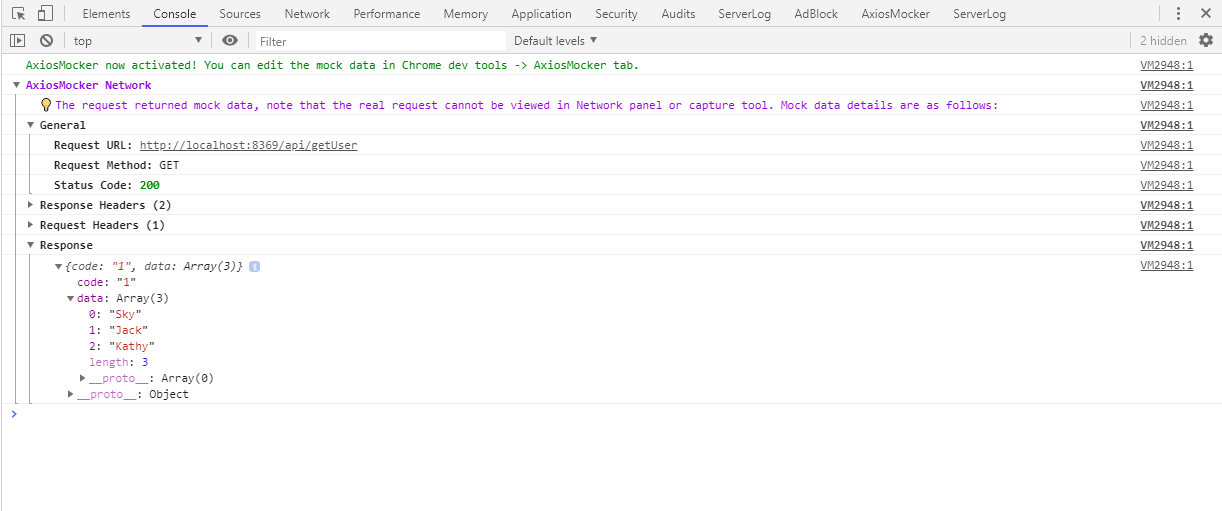 Elements Console Sources Network Performance Memory Application Security Audits ServerLog AdBlock AxiosMocker ServerLog
top Filter Default levels 2 hidden
AxiosMocker now activated! You can edit the mock data in Chrome dev tools -> AxiosMocker tab. VM2948:1
AxiosMocker Network VM2948:1
The request returned mock data, note that the real request cannot be viewed in Network panel or capture tool. Mock data details are as follows: VM2948:1
General VM2948:1
Request URL: http://localhost:8369/api/getUser VM2948:1
Request Method: GET VM2948:1
Status Code: 200 VM2948:1
Response Headers (2) VM2948:1
Request Headers (1) VM2948:1
Response VM2948:1
{code: "1", data: Array(3)} VM2948:1
code: "1"
data: Array(3)
0: "Sky"
1: "Jack"
2: "Kathy"
length: 3
__proto__: Array(0)
__proto__: Object